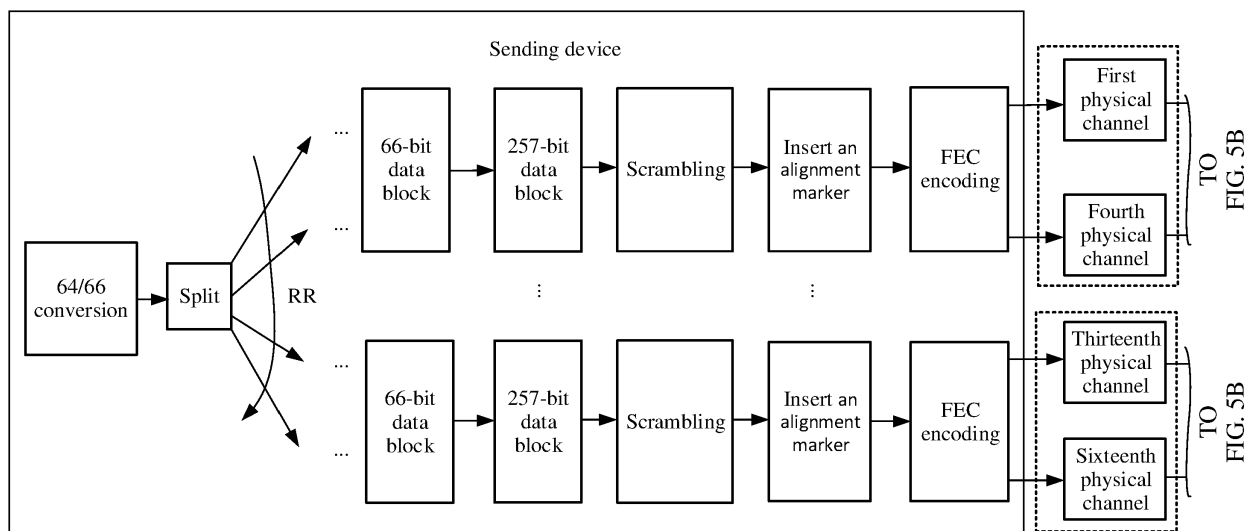 Sending device
64/66
conversion
Split
RR
...
...
66-bit
data
block
257-bit
data
block
Scrambling
Insert an
alignment
marker
FEC
encoding
First
physical
channel
Fourth
physical
channel
TO
FIG. 5B
...
...
...
...
66-bit
data
block
257-bit
data
block
Scrambling
Insert an
alignment
marker
FEC
encoding
Thirteenth
physical
channel
Sixteenth
physical
channel
TO
FIG. 5B